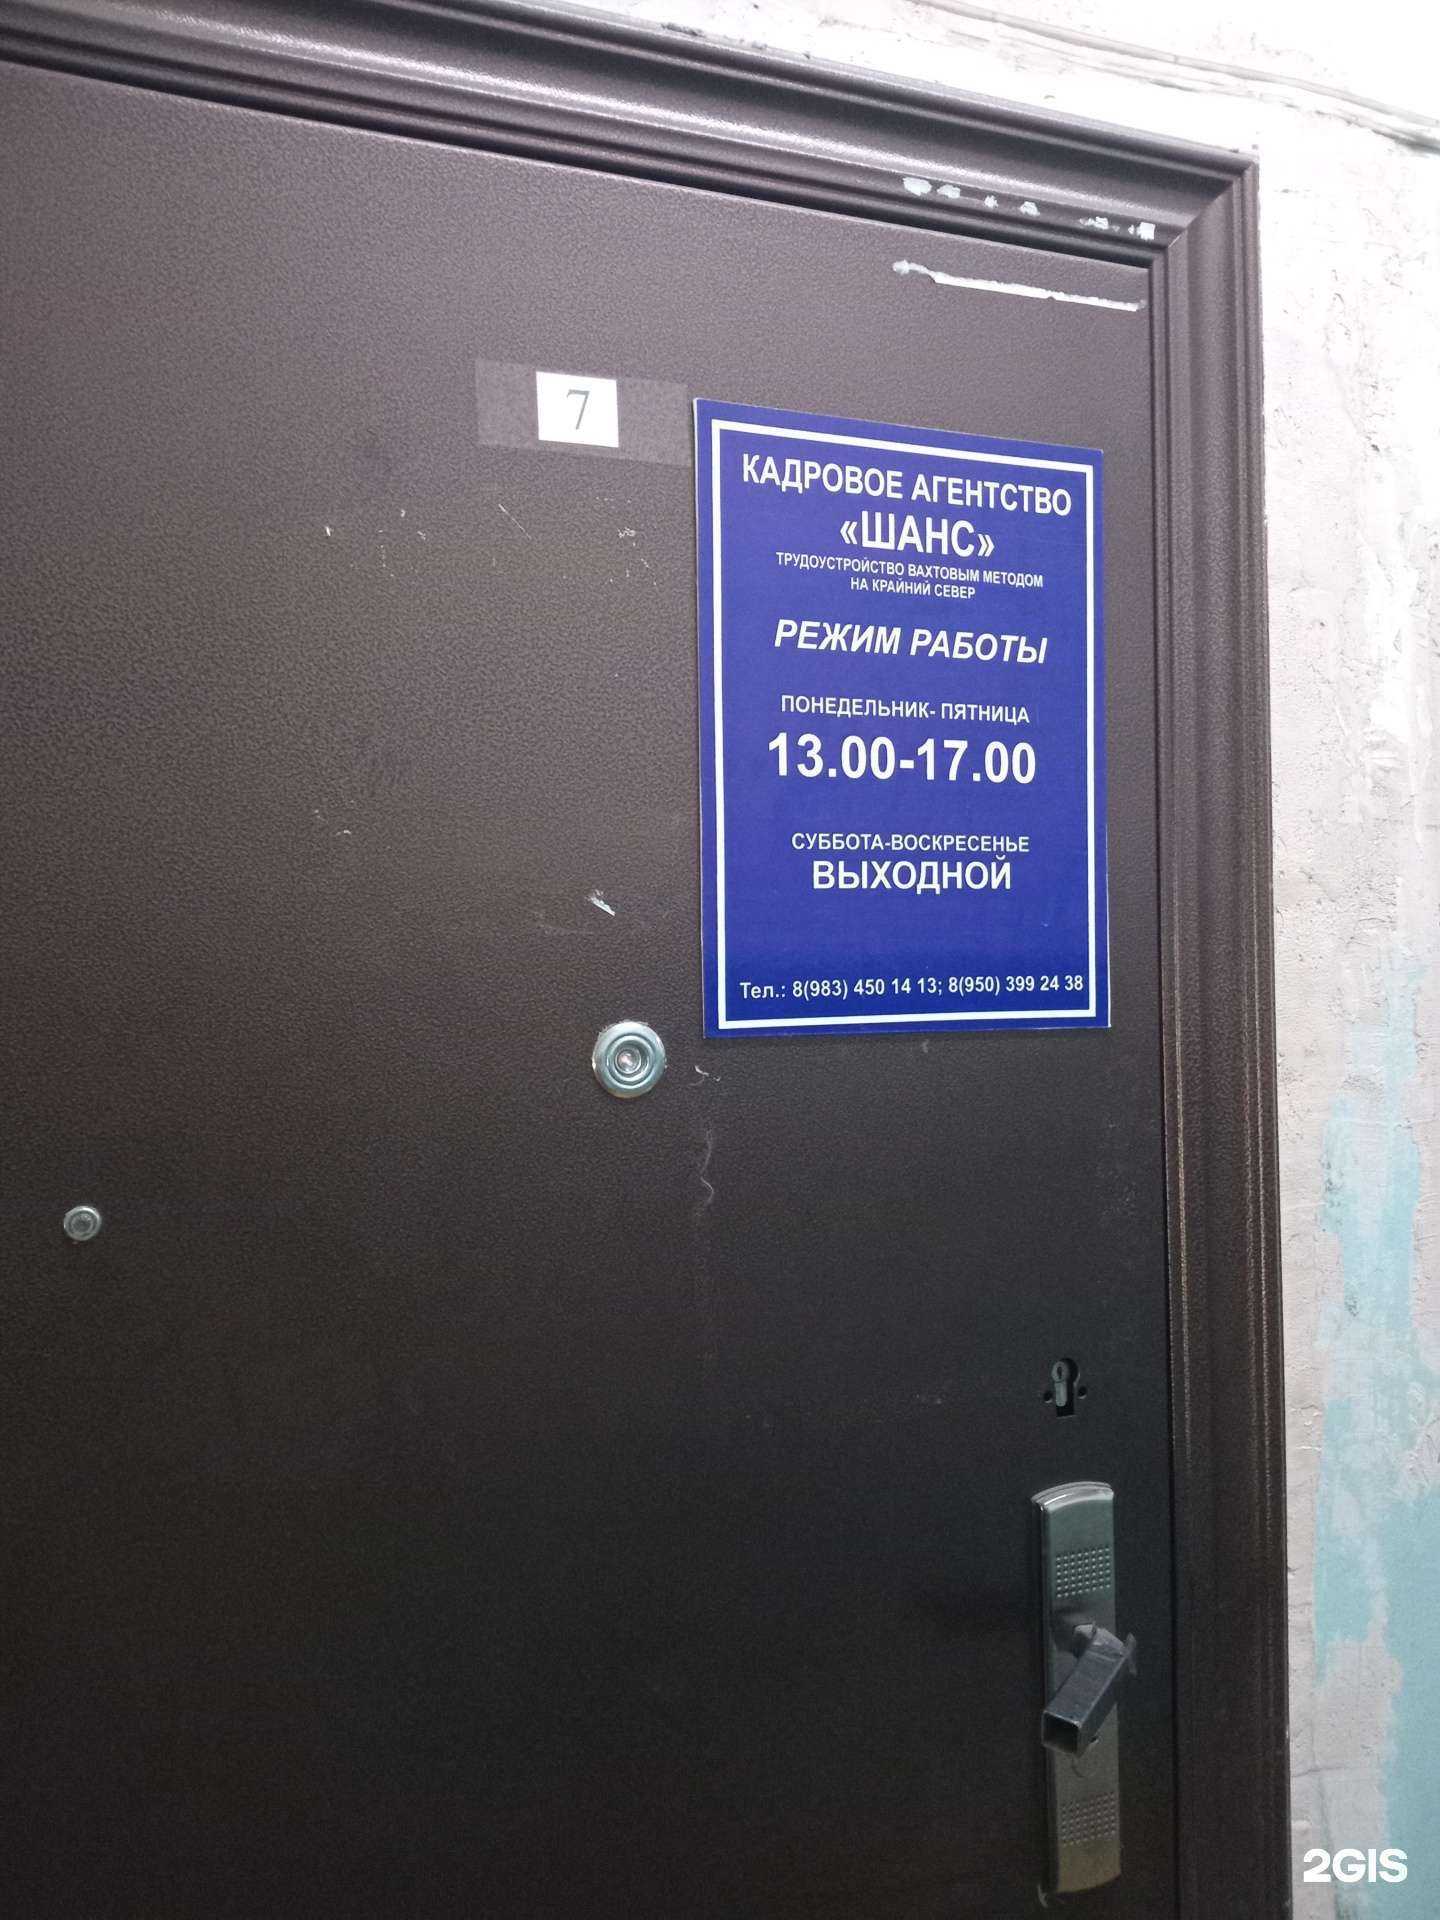 7
КАДРОВОЕ АГЕНТСТВО
«ШАНС»
ТРУДОУСТРОЙСТВО ВАХТОВЫМ МЕТОДОМ
НА КРАЙНИЙ СЕВЕР
РЕЖИМ РАБОТЫ
ПОНЕДЕЛЬНИК- ПЯТНИЦА
13.00-17.00
СУББОТА-ВОСКРЕСЕНЬЕ
ВЫХОДНОЙ
Тел.: 8(983) 450 14 13; 8(950) 399 24 38
2GIS